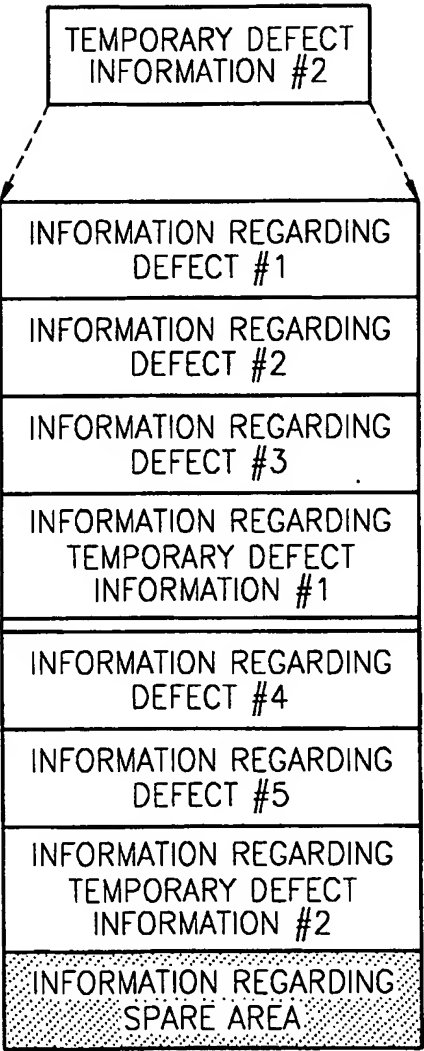 TEMPORARY DEFECT
INFORMATION #2
INFORMATION REGARDING
DEFECT #1
INFORMATION REGARDING
DEFECT #2
INFORMATION REGARDING
DEFECT #3
INFORMATION REGARDING
TEMPORARY DEFECT
INFORMATION #1
INFORMATION REGARDING
DEFECT #4
INFORMATION REGARDING
DEFECT #5
INFORMATION REGARDING
TEMPORARY DEFECT
INFORMATION #2
INFORMATION REGARDING
SPARE AREA